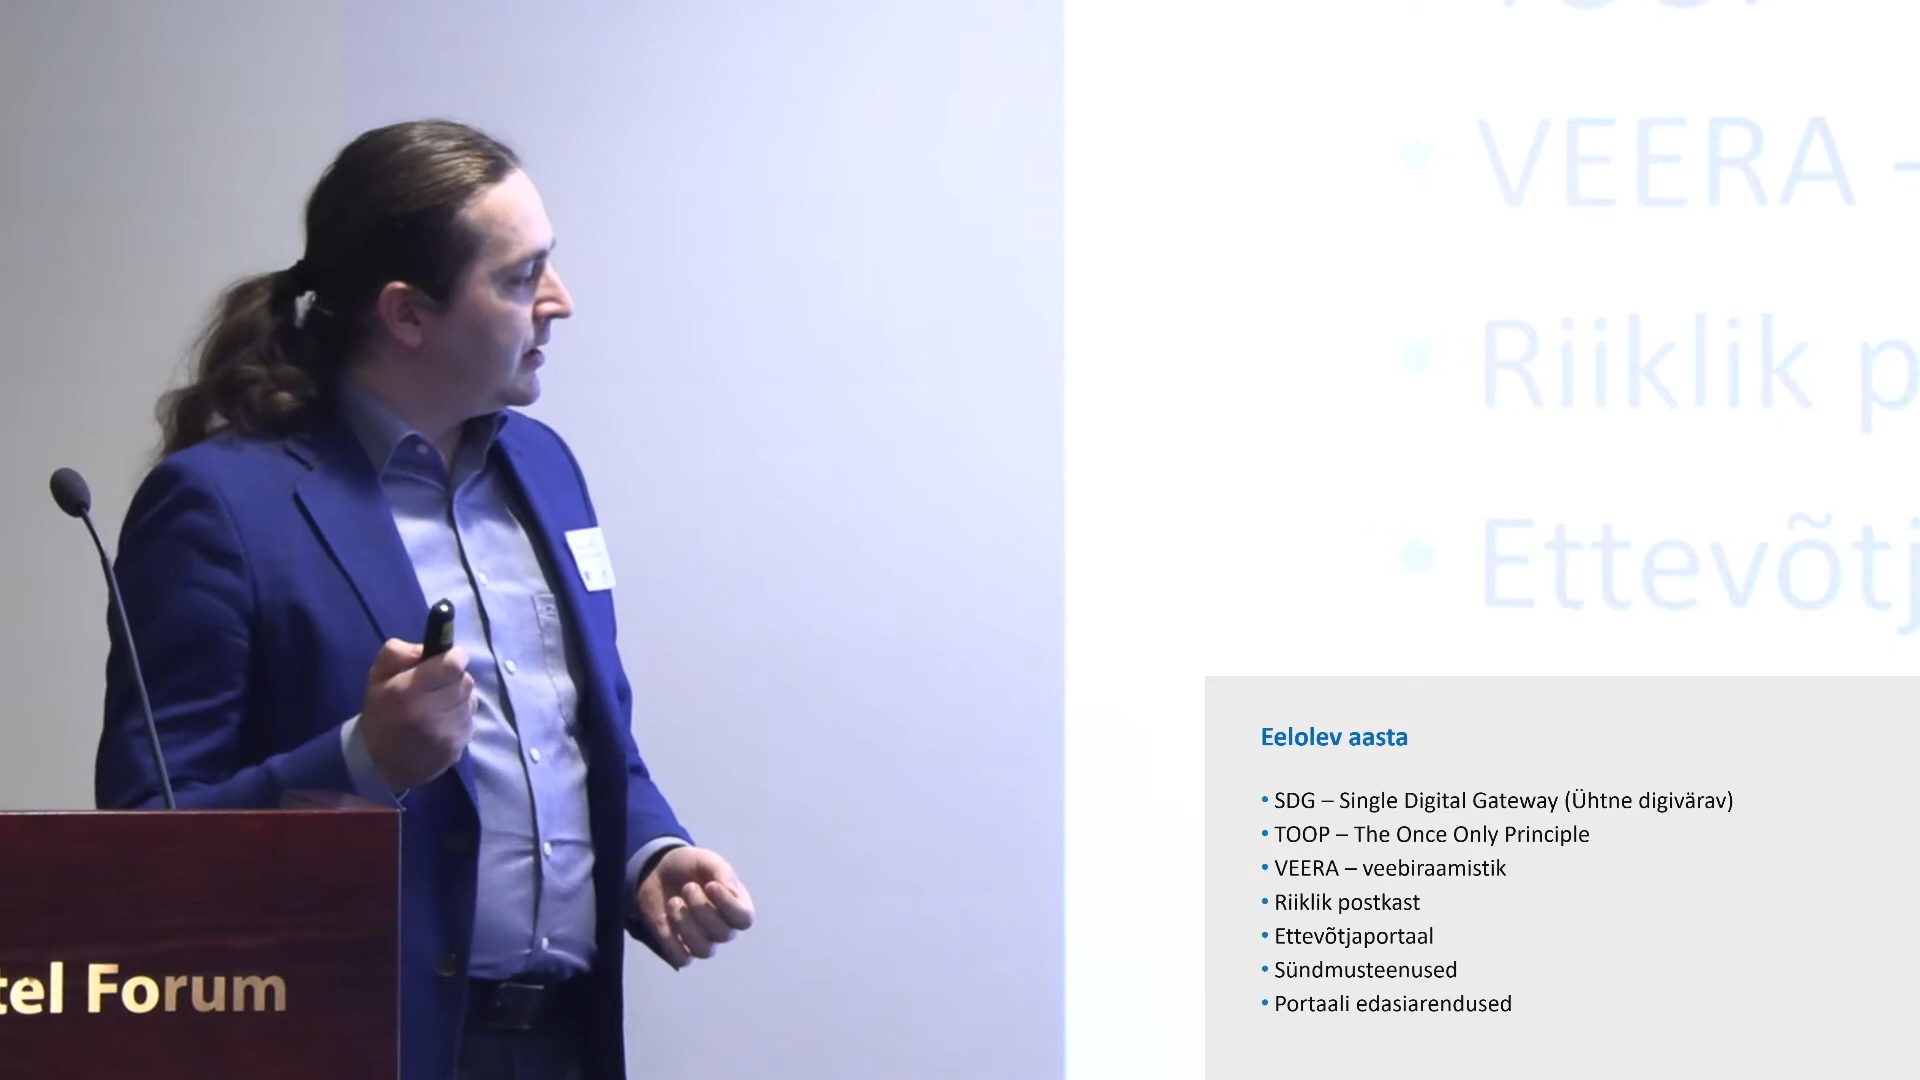 VEERA -
Riiklik p
Ettevõtj
tel Forum
Eelolev aasta
• SDG – Single Digital Gateway (Ühtne digivärav)
• TOOP – The Once Only Principle
• VEERA – veebiraamistik
• Riiklik postkast
• Ettevõtjaportaal
• Sündmusteenused
• Portaali edasiarendused